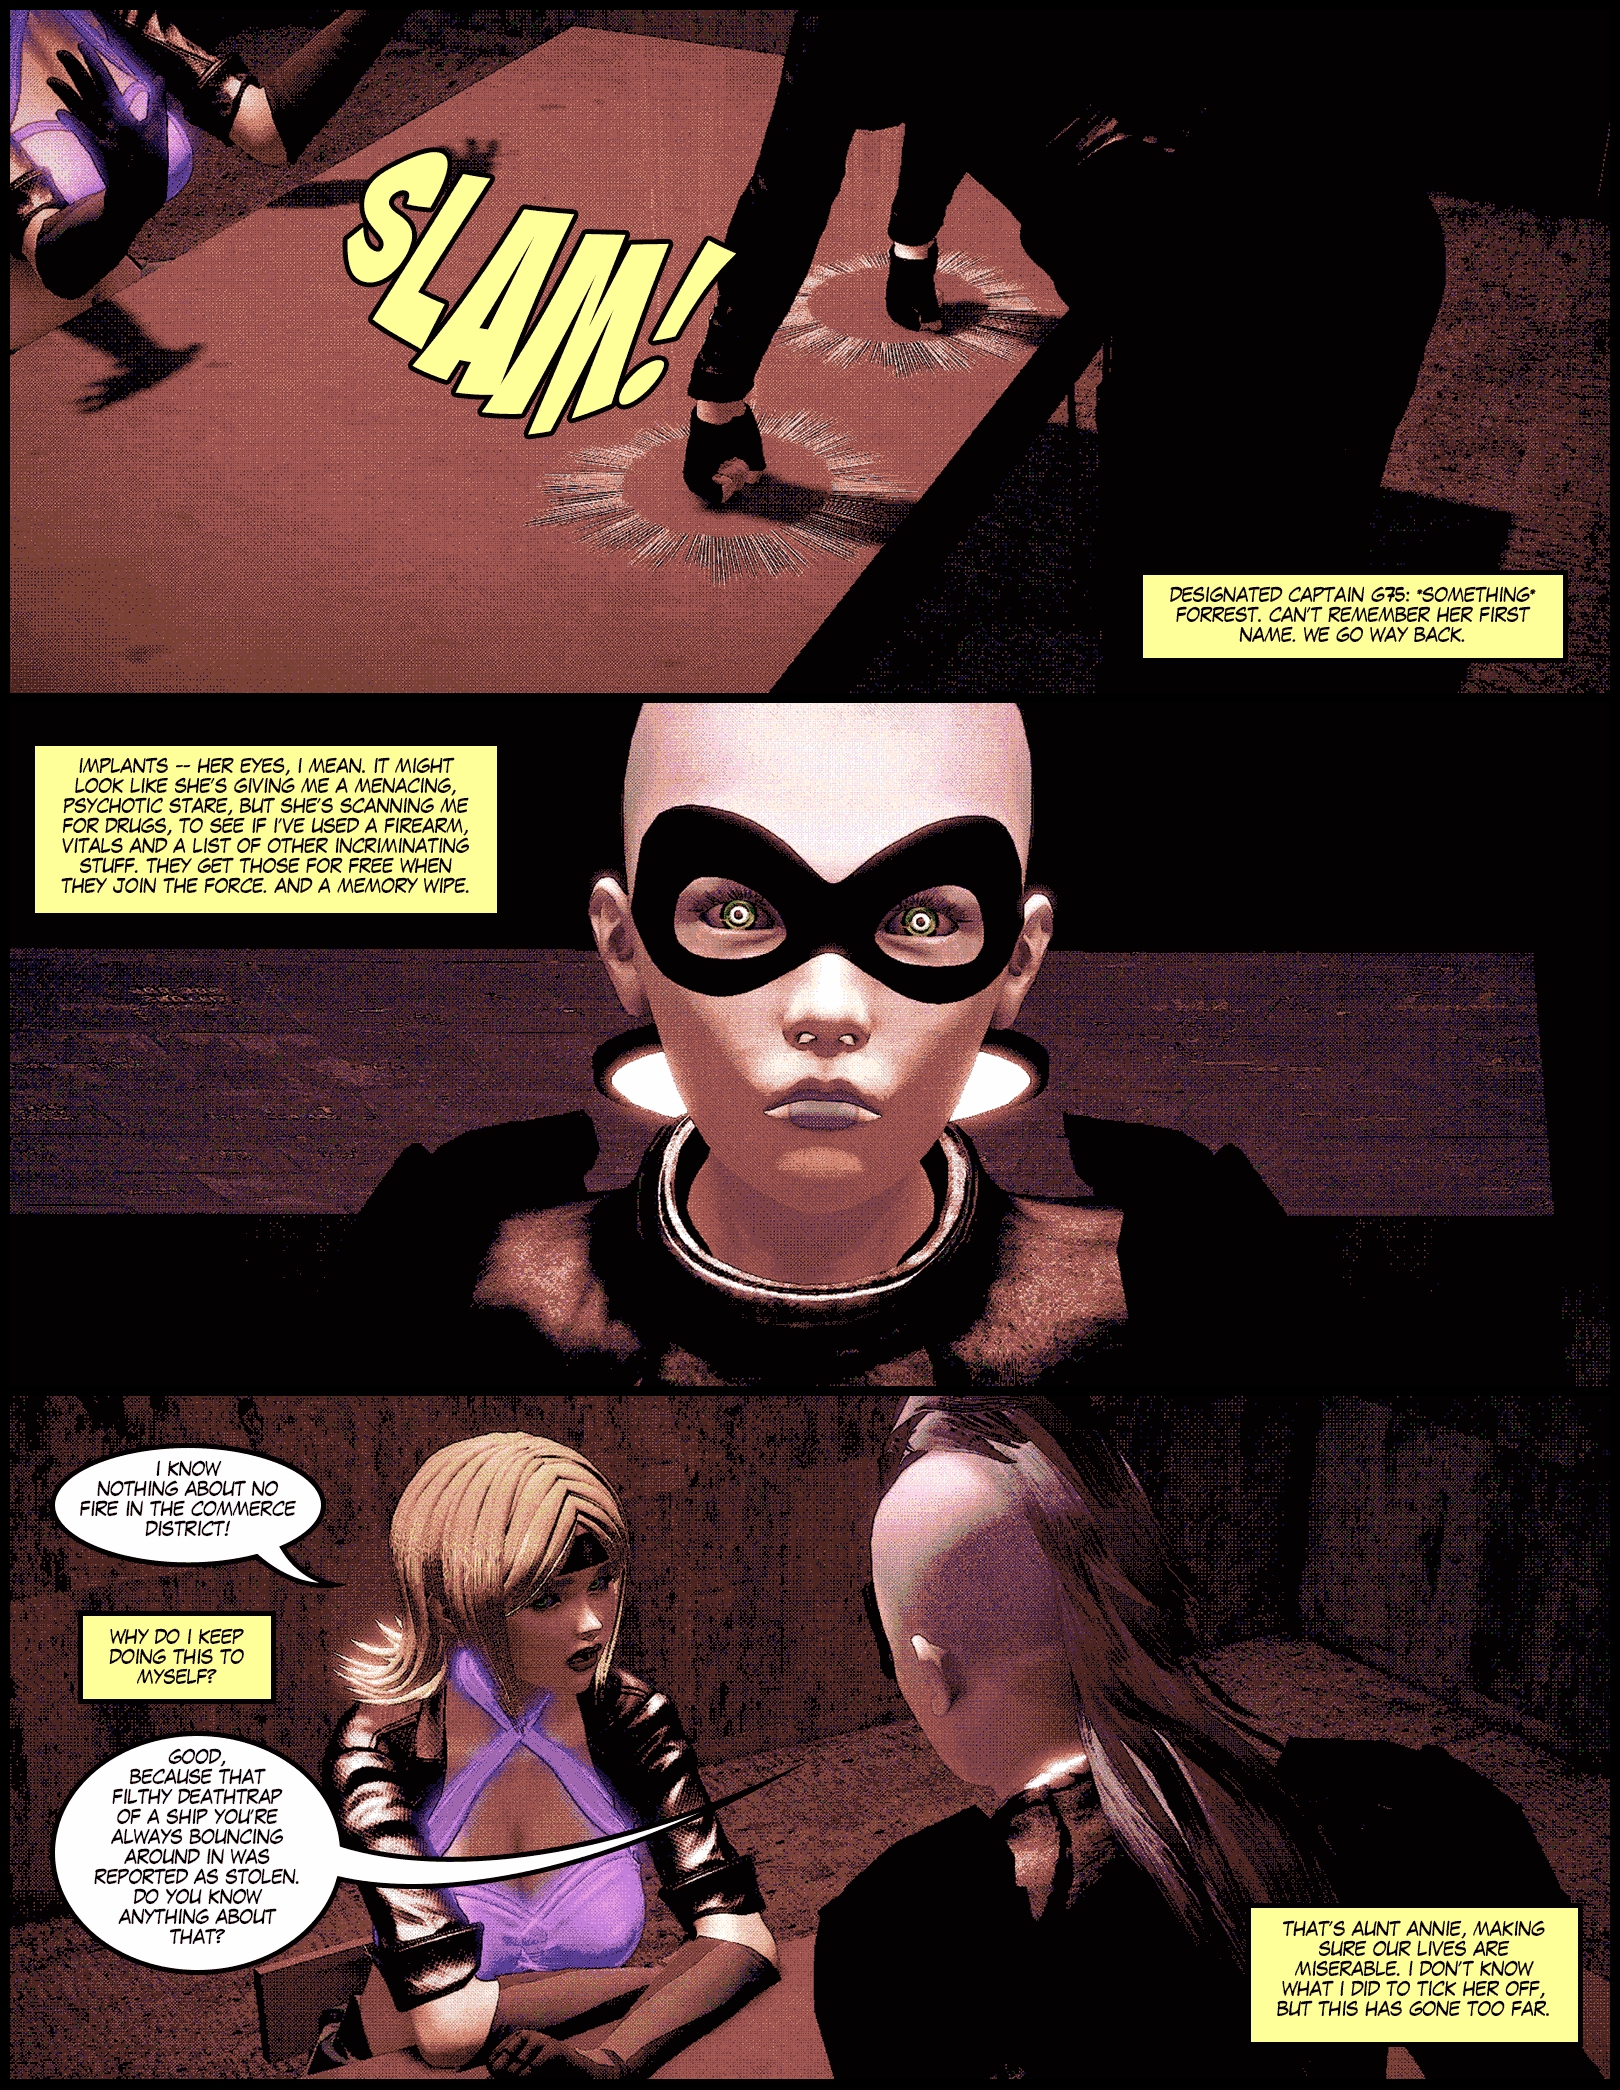 SLAM!
DESIGNATED CAPTAIN G75: *SOMETHING*
FORREST. CAN'T REMEMBER HER FIRST
NAME. WE GO WAY BACK.
IMPLANTS -- HER EYES, I MEAN. IT MIGHT
LOOK LIKE SHE'S GIVING ME A MENACING,
PSYCHOTIC STARE, BUT SHE'S SCANNING ME
FOR DRUGS, TO SEE IF I'VE USED A FIREARM,
VITALS AND A LIST OF OTHER INCRIMINATING
STUFF. THEY GET THOSE FOR FREE WHEN
THEY JOIN THE FORCE. AND A MEMORY WIPE.
I KNOW
NOTHING ABOUT NO
FIRE IN THE COMMERCE
DISTRICT!
WHY DO I KEEP
DOING THIS TO
MYSELF?
GOOD,
BECAUSE THAT
FILTHY DEATHTRAP
OF A SHIP YOU'RE
ALWAYS BOUNCING
AROUND IN WAS
REPORTED AS STOLEN.
DO YOU KNOW
ANYTHING ABOUT
THAT?
THAT'S AUNT ANNIE, MAKING
SURE OUR LIVES ARE
MISERABLE. I DON'T KNOW
WHAT I DID TO TICK HER OFF,
BUT THIS HAS GONE TOO FAR.